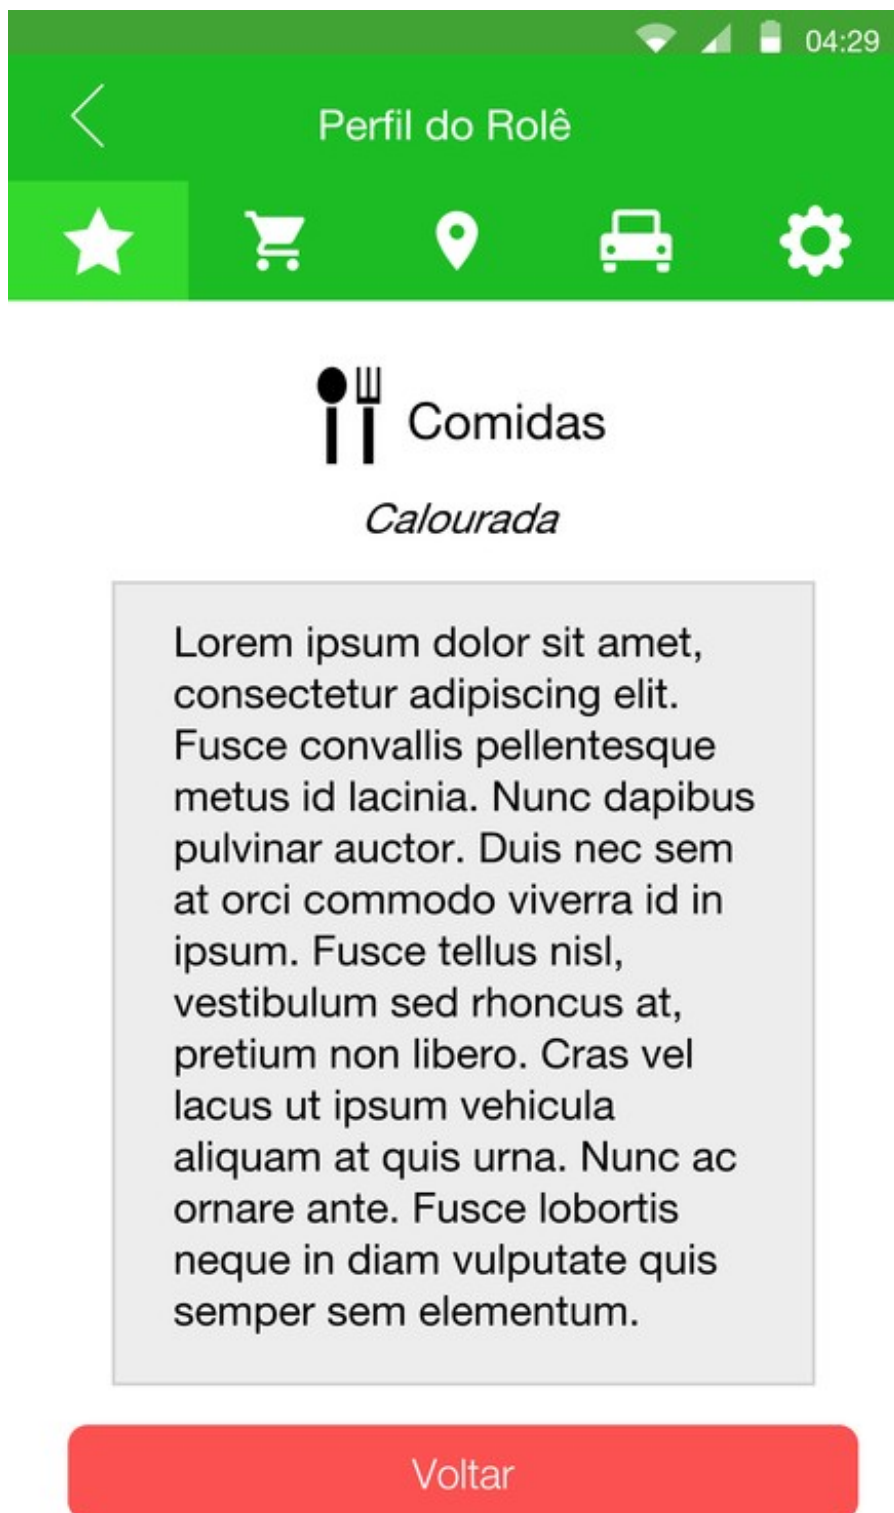 04:29
Perfil do Rolê
Comidas
Calourada
Lorem ipsum dolor sit amet,
consectetur adipiscing elit.
Fusce convallis pellentesque
metus id lacinia. Nunc dapibus
pulvinar auctor. Duis nec sem
at orci commodo viverra id in
ipsum. Fusce tellus nisl,
vestibulum sed rhoncus at,
pretium non libero. Cras vel
lacus ut ipsum vehicula
aliquam at quis urna. Nunc ac
ornare ante. Fusce lobortis
neque in diam vulputate quis
semper sem elementum.
Voltar